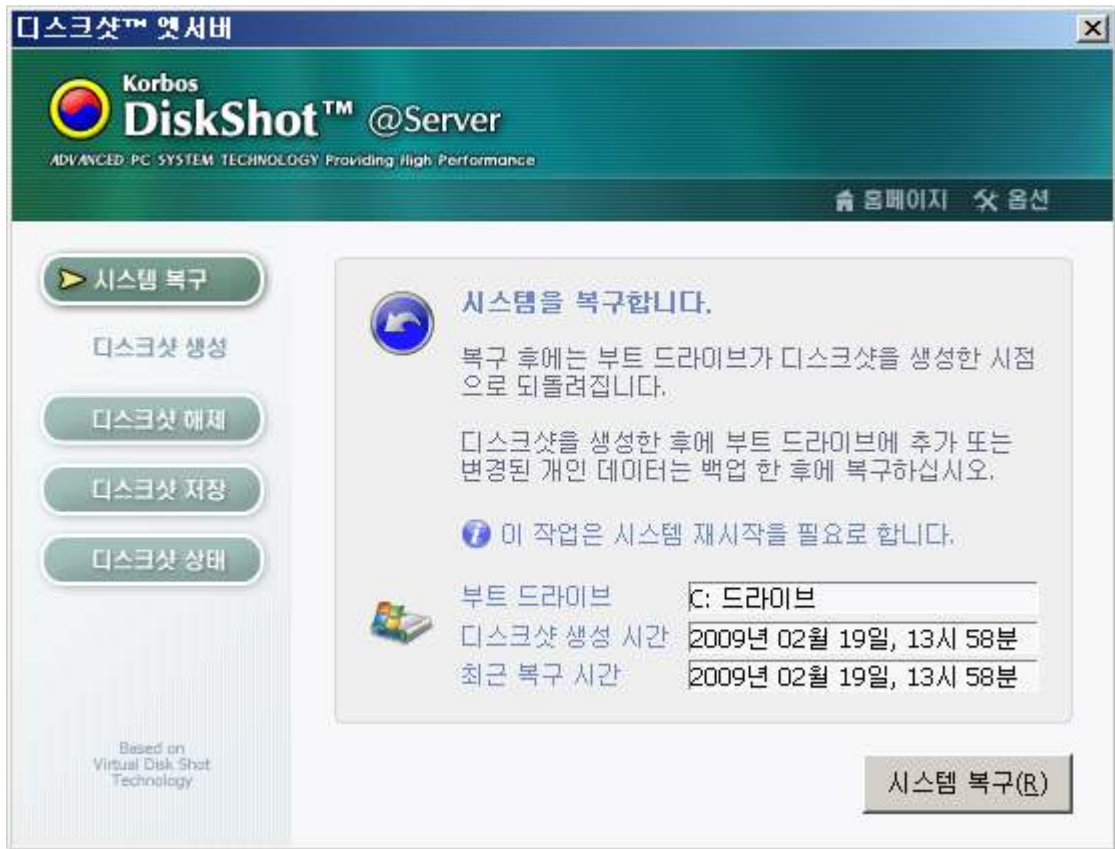 디스크샷™ 엣서버
Korbos
DiskShot™ @Server
ADVANCED PC SYSTEM TECHNOLOGY Providing High Performance
홈페이지 옵션
시스템 복구
디스크샷 생성
디스크샷 해제
디스크샷 저장
디스크샷 상태
Based on
Virtual Disk Shot
Technology
시스템을 복구합니다.
복구 후에는 부트 드라이브가 디스크샷을 생성한 시점
으로 되돌려집니다.
디스크샷을 생성한 후에 부트 드라이브에 추가 또는
변경된 개인 데이터는 백업 한 후에 복구하십시오.
이 작업은 시스템 재시작을 필요로 합니다.
부트 드라이브 C: 드라이브
디스크샷 생성 시간 2009년 02월 19일, 13시 58분
최근 복구 시간 2009년 02월 19일, 13시 58분
시스템 복구(R)